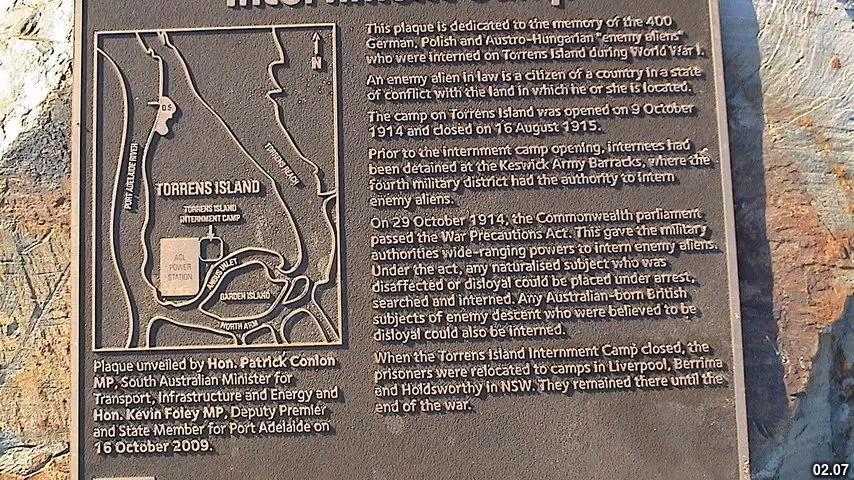 Internment Camp
This plaque is dedicated to the memory of the 400
German, Polish and Austro-Hungarian "enemy aliens"
who were interned on Torrens Island during World War I.
An enemy alien in law is a citizen of a country in a state
of conflict with the land in which he or she is located.
The camp on Torrens Island was opened on 9 October
1914 and closed on 16 August 1915.
Prior to the internment camp opening, internees had
been detained at the Keswick Army Barracks, where the
fourth military district had the authority to intern
enemy aliens.
On 29 October 1914, the Commonwealth parliament
passed the War Precautions Act. This gave the military
authorities wide-ranging powers to intern enemy aliens.
Under the act, any naturalised subject who was
disaffected or disloyal could be placed under arrest,
searched and interned. Any Australian-born British
subjects of enemy descent who were believed to be
disloyal could also be interned.
When the Torrens Island Internment Camp closed, the
prisoners were relocated to camps in Liverpool, Berrima
and Holdsworthy in NSW. They remained there until the
end of the war.
N
Q.S.
PORT ADELAIDE RIVER
TORRENS REACH
TORRENS ISLAND
TORRENS ISLAND
INTERNMENT CAMP
AGL
POWER
STATION
ANGAS INLET
GARDEN ISLAND
NORTH ARM
Plaque unveiled by Hon. Patrick Conlon
MP, South Australian Minister for
Transport, Infrastructure and Energy and
Hon. Kevin Foley MP, Deputy Premier
and State Member for Port Adelaide on
16 October 2009.
02.07